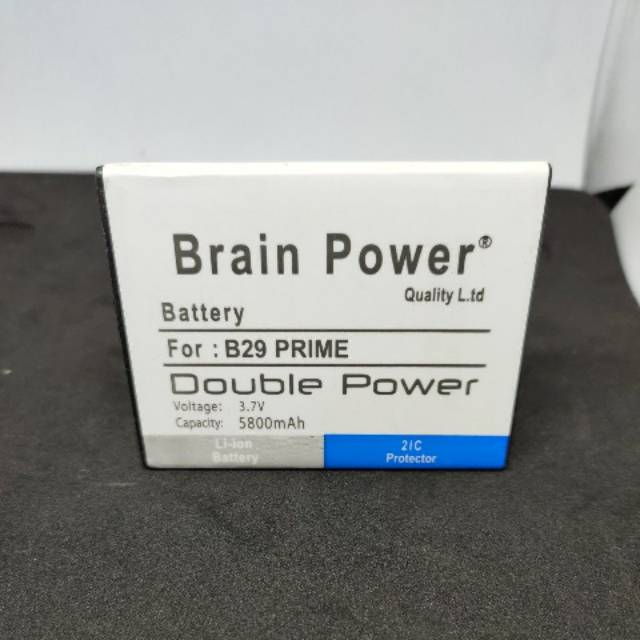 Brain Power®
Quality L.td
Battery
For : B29 PRIME
Double Power
Voltage: 3.7V
Capacity: 5800mAh
Li-ion
Battery
2IC
Protector